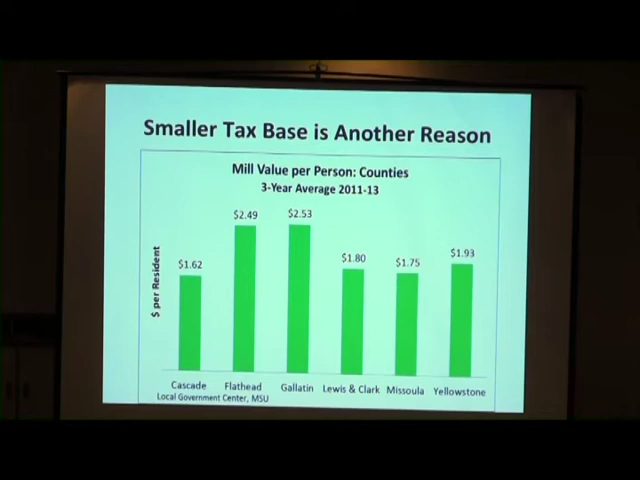 Smaller Tax Base is Another Reason
Mill Value per Person: Counties
3-Year Average 2011-13
$ per Resident
$1.62
$2.49
$2.53
$1.80
$1.75
$1.93
Cascade Flathead Gallatin Lewis & Clark Missoula Yellowstone
Local Government Center, MSU